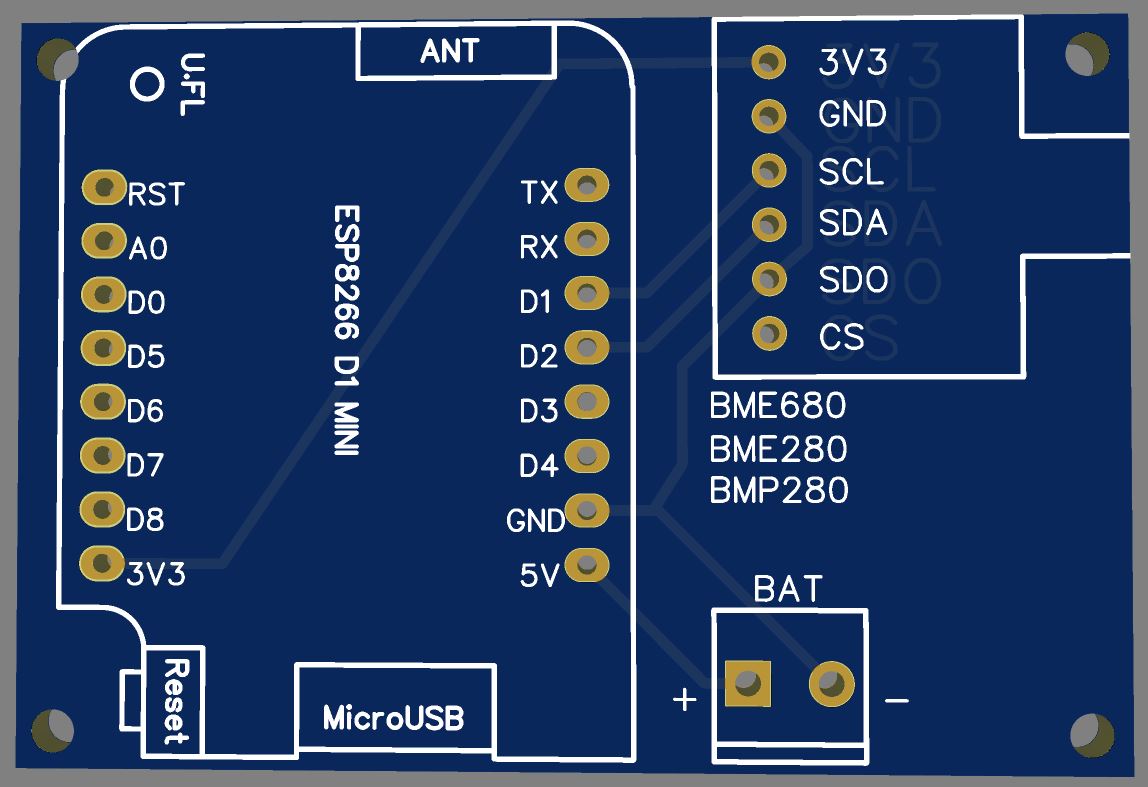 ANT
U.FL
RST
A0
D0
D5
D6
D7
D8
3V3
ESP8266 D1 MINI
TX
RX
D1
D2
D3
D4
GND
5V
Reset
MicroUSB
3V3
GND
SCL
SDA
SDO
CS
BME680
BME280
BMP280
BAT
+ −